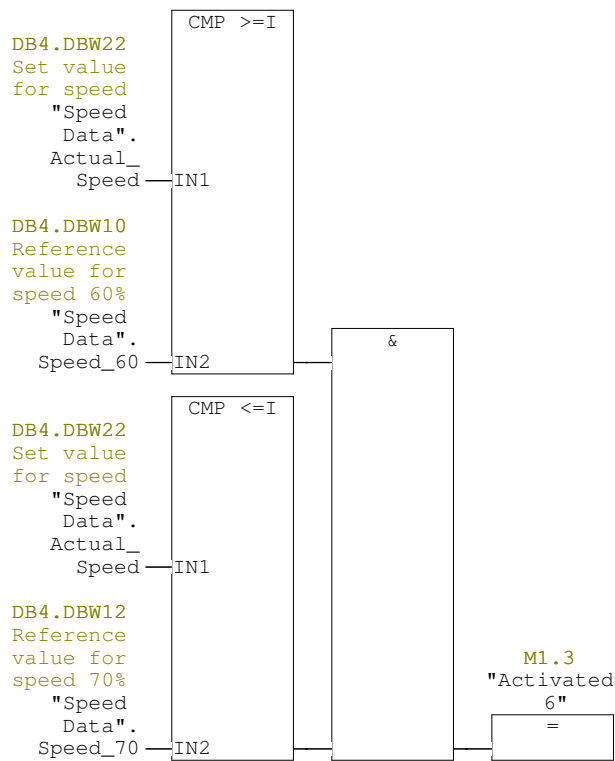 CMP >=I
DB4.DBW22
Set value
for speed
"Speed
Data".
Actual_
Speed
IN1
DB4.DBW10
Reference
value for
speed 60%
"Speed
Data".
Speed_60
IN2
&
CMP <=I
DB4.DBW22
Set value
for speed
"Speed
Data".
Actual_
Speed
IN1
DB4.DBW12
Reference
value for
speed 70%
"Speed
Data".
Speed_70
IN2
M1.3
"Activated
6"
=